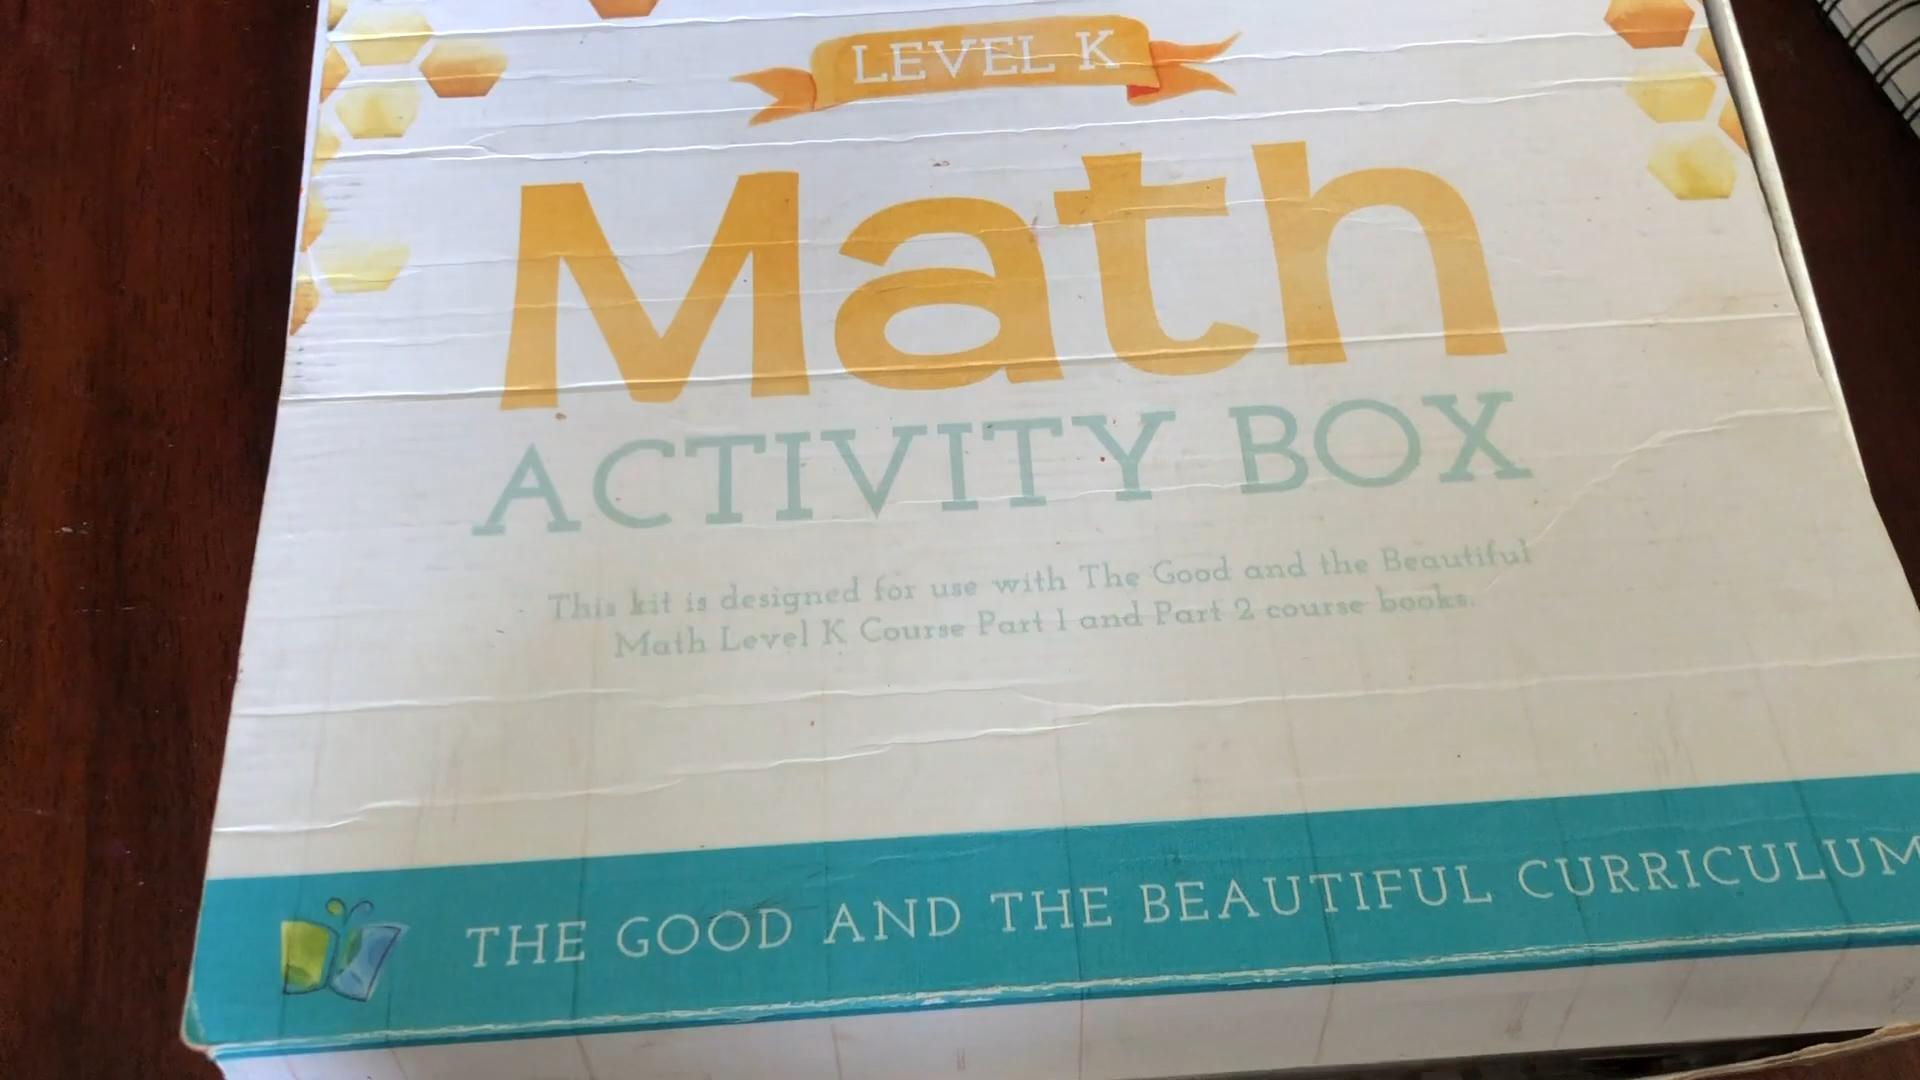 LEVEL K
Math
ACTIVITY BOX
This kit is designed for use with The Good and the Beautiful
Math Level K Course Part 1 and Part 2 course books.
THE GOOD AND THE BEAUTIFUL CURRICULUM